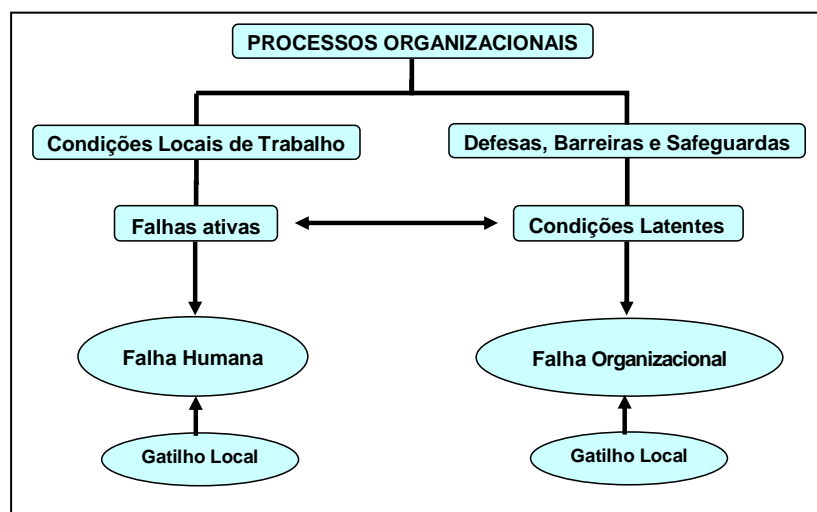 PROCESSOS ORGANIZACIONAIS
Condições Locais de Trabalho
Defesas, Barreiras e Safeguardas
Falhas ativas
Condições Latentes
Falha Humana
Falha Organizacional
Gatilho Local
Gatilho Local